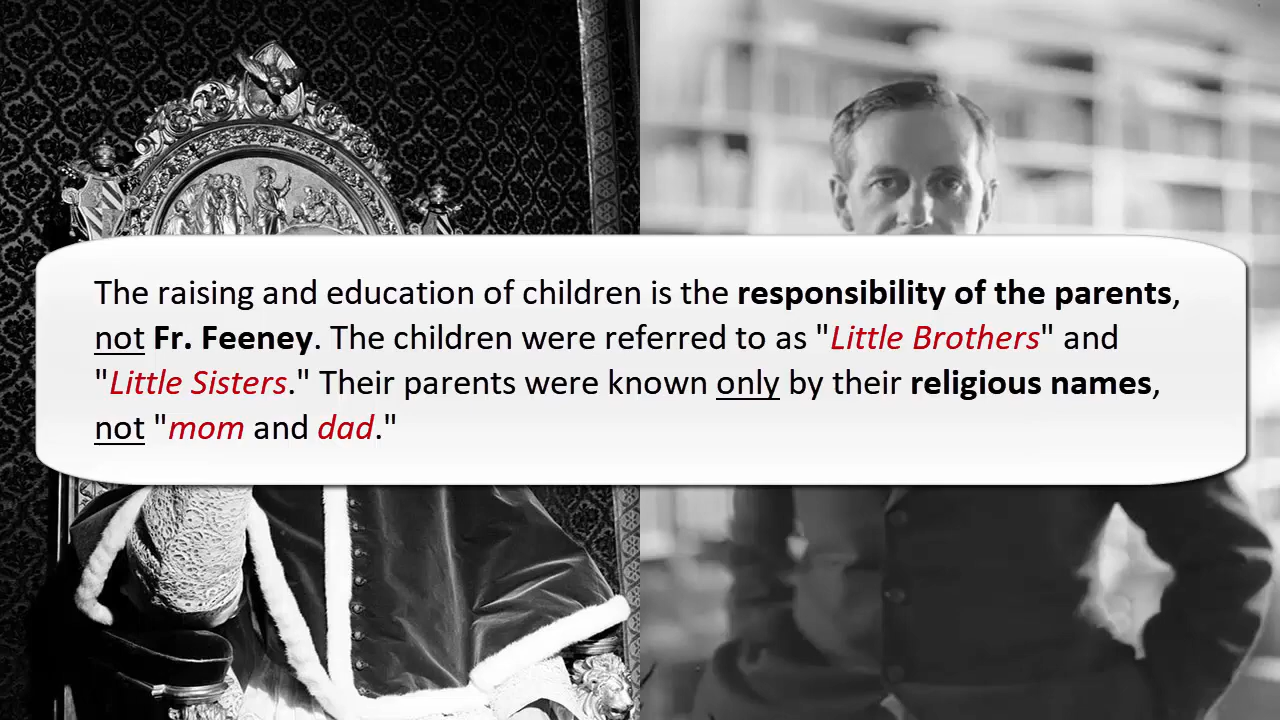 The raising and education of children is the responsibility of the parents,
not Fr. Feeney. The children were referred to as "Little Brothers" and
"Little Sisters." Their parents were known only by their religious names,
not "mom and dad."